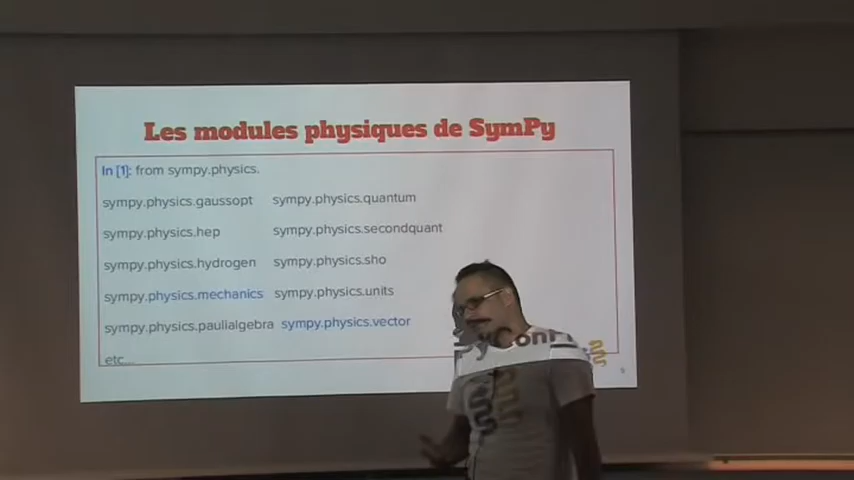 Les modules physiques de SymPy
In [1]: from sympy.physics.
sympy.physics.gaussopt sympy.physics.quantum
sympy.physics.hep sympy.physics.secondquant
sympy.physics.hydrogen sympy.physics.sho
sympy.physics.mechanics sympy.physics.units
sympy.physics.paulialgebra sympy.physics.vector
etc...